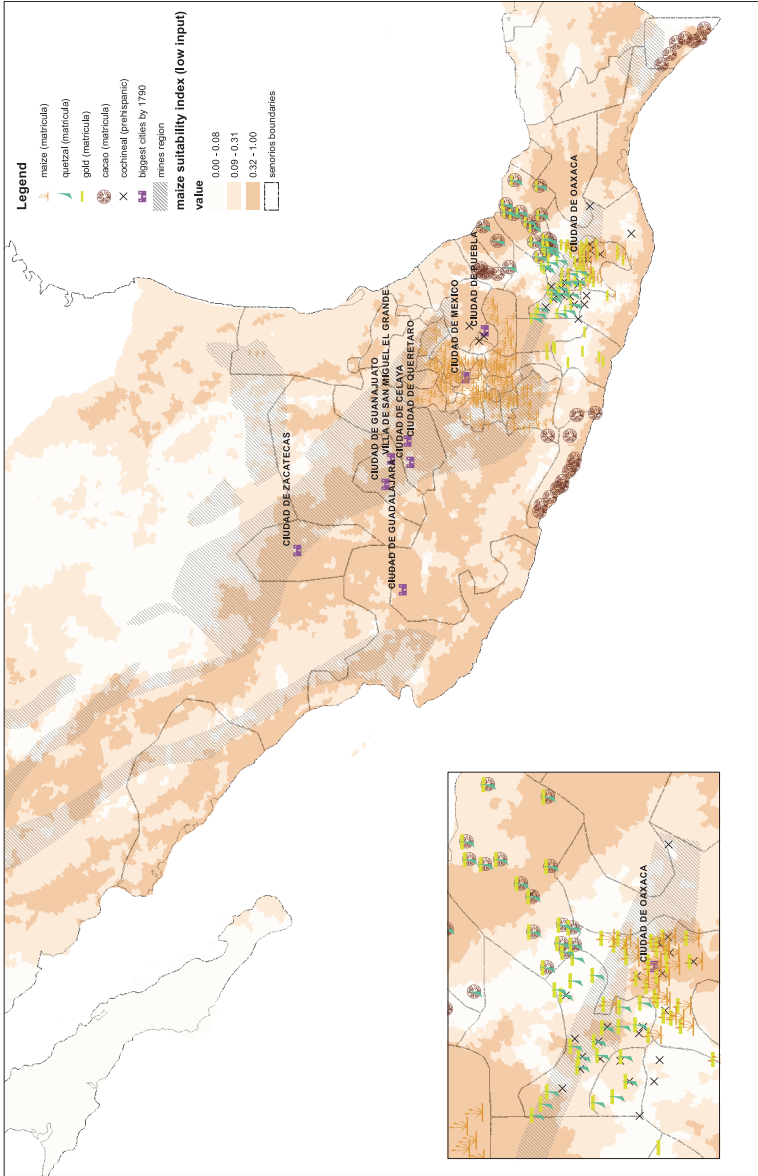 Legend
maize (matricula)
quetzal (matricula)
gold (matricula)
cacao (matricula)
cochineal (prehispanic)
biggest cities by 1790
mines region
maize suitability index (low input)
value
0.00 - 0.08
0.09 - 0.31
0.32 - 1.00
senorios boundaries
CIUDAD DE ZACATECAS
CIUDAD DE GUANAJUATO
VILLA DE SAN MIGUEL EL GRANDE
CIUDAD DE GUADALAJARA
CIUDAD DE CELAYA
CIUDAD DE QUERETARO
CIUDAD DE MEXICO
CIUDAD DE PUEBLA
CIUDAD DE OAXACA
CIUDAD DE OAXACA